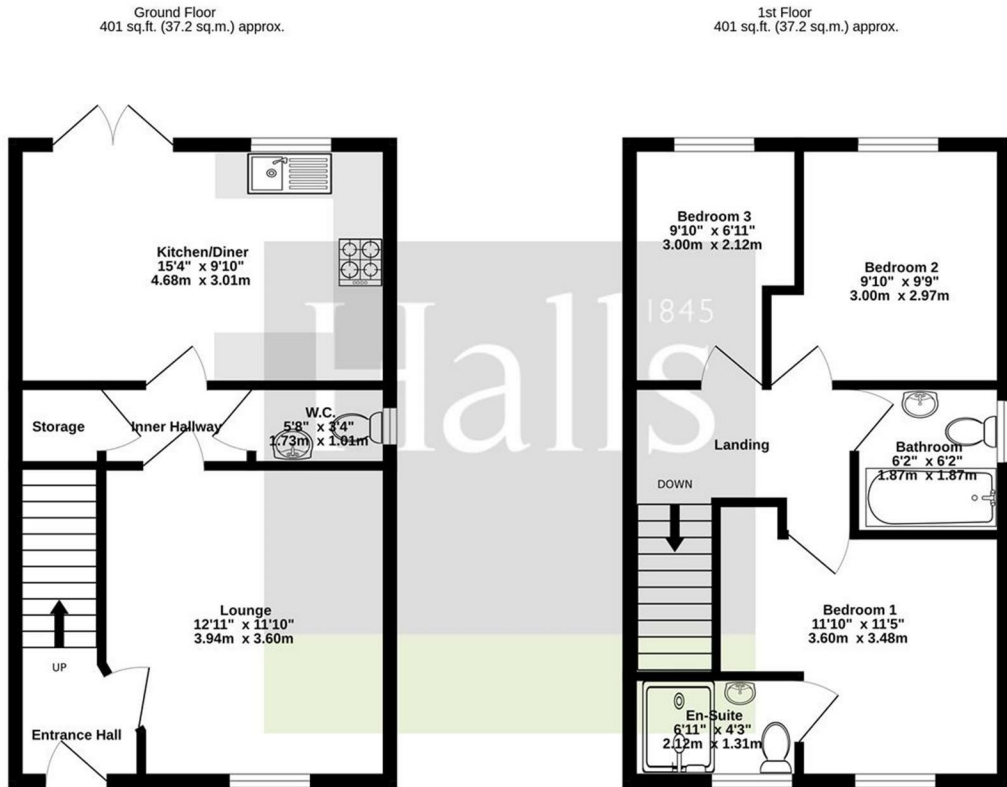 Ground Floor
401 sq.ft. (37.2 sq.m.) approx.
1st Floor
401 sq.ft. (37.2 sq.m.) approx.
Kitchen/Diner
15'4" x 9'10"
4.68m x 3.01m
Storage
Inner Hallway
W.C.
5'8" x 3'4"
1.73m x 1.01m
Lounge
12'11" x 11'10"
3.94m x 3.60m
UP
Entrance Hall
1845
Halls
Bedroom 3
9'10" x 6'11"
3.00m x 2.12m
Bedroom 2
9'10" x 9'9"
3.00m x 2.97m
Landing
DOWN
Bathroom
6'2" x 6'2"
1.87m x 1.87m
Bedroom 1
11'10" x 11'5"
3.60m x 3.48m
En-Suite
6'11" x 4'3"
2.12m x 1.31m